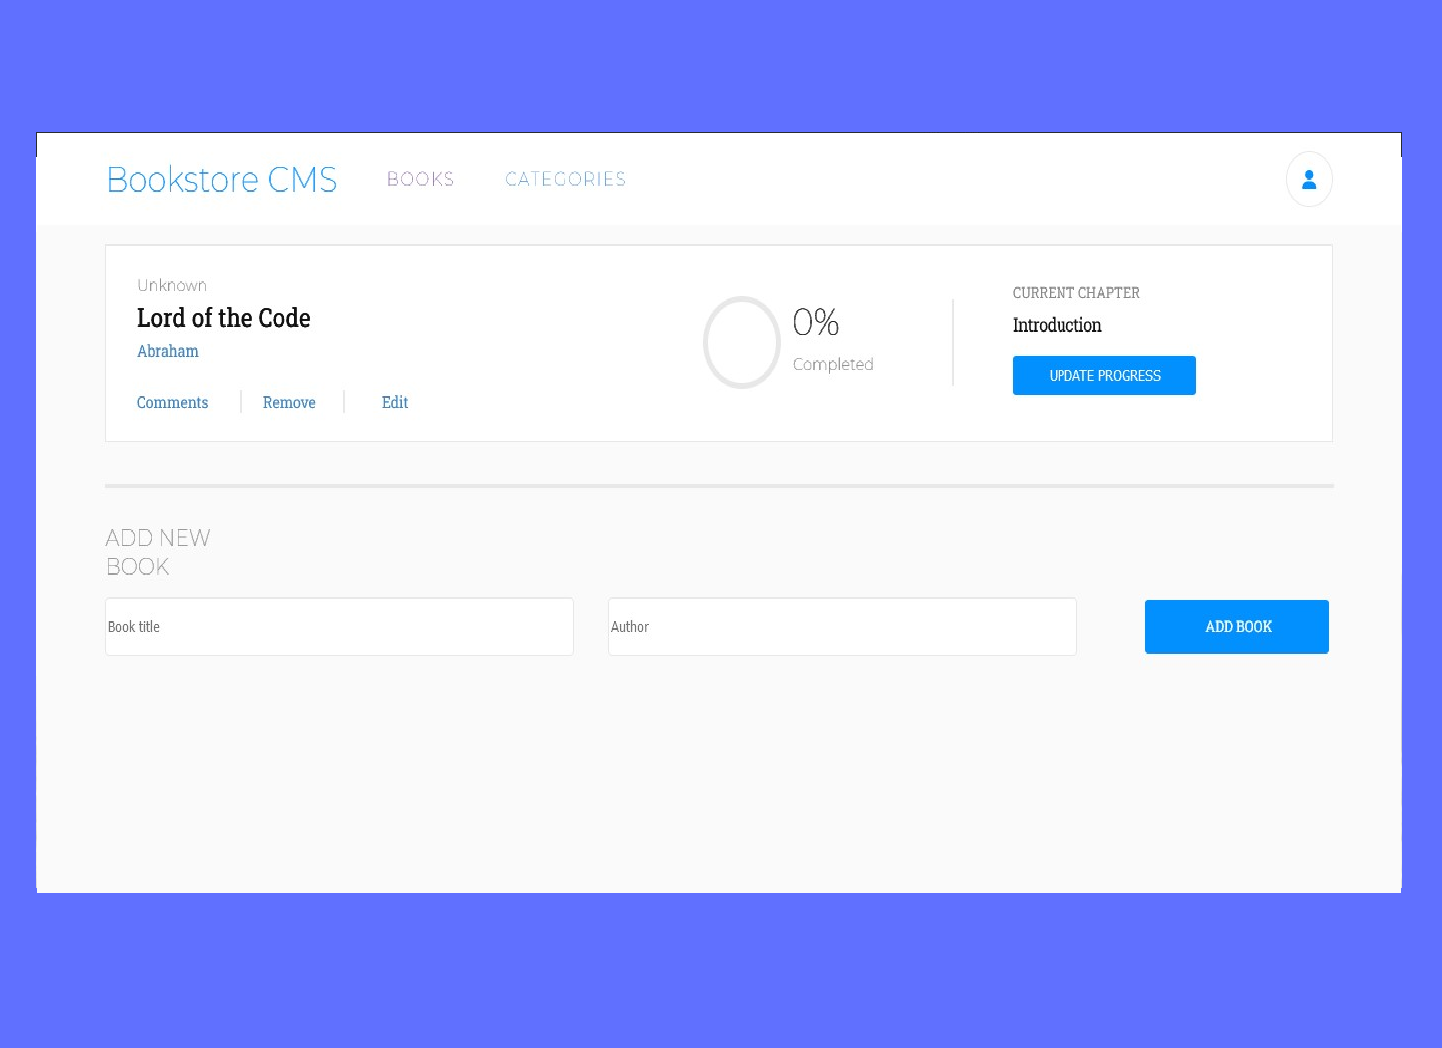 Bookstore CMS BOOKS CATEGORIES
Unknown
Lord of the Code
Abraham
Comments Remove Edit
0%
Completed
CURRENT CHAPTER
Introduction
UPDATE PROGRESS
ADD NEW
BOOK
Book title
Author
ADD BOOK